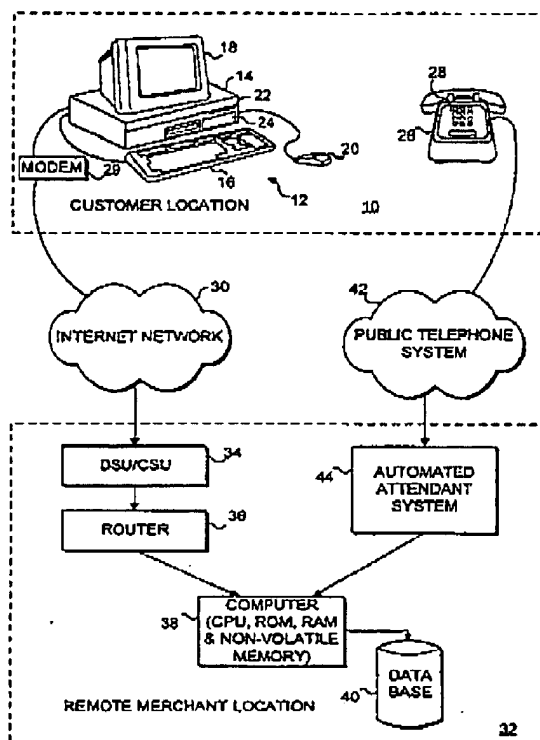 18
14
22
24
28
26
20
MODEM
29
16
12
CUSTOMER LOCATION
10
30
INTERNET NETWORK
42
PUBLIC TELEPHONE
SYSTEM
DSU/CSU
34
ROUTER
36
44
AUTOMATED
ATTENDANT
SYSTEM
38
COMPUTER
(CPU, ROM, RAM
& NON-VOLATILE
MEMORY)
40
DATA
BASE
REMOTE MERCHANT LOCATION
32